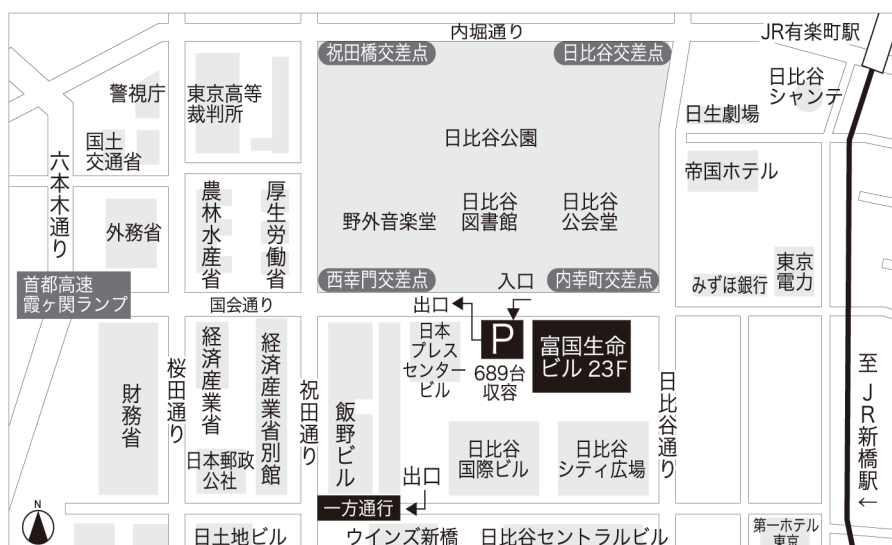 内堀通り
JR有楽町駅
祝田橋交差点
日比谷交差点
警視庁
東京高等
裁判所
日比谷
シャンテ
日生劇場
国土
交通省
日比谷公園
六本木通り
帝国ホテル
農林水産省
厚生労働省
外務省
野外音楽堂
日比谷
図書館
日比谷
公会堂
首都高速
霞ヶ関ランプ
西幸門交差点
入口
内幸町交差点
みずほ銀行
東京
電力
国会通り
出口
日本
プレス
センター
ビル
P
689台
収容
富国生命
ビル 23F
財務省
桜田通り
経済産業省
経済産業省別館
祝田通り
飯野ビル
日比谷通り
至 JR新橋駅←
日本郵政
公社
日比谷
国際ビル
日比谷
シティ広場
出口
一方通行
N
日土地ビル
ウインズ新橋
日比谷セントラルビル
第一ホテル
東京